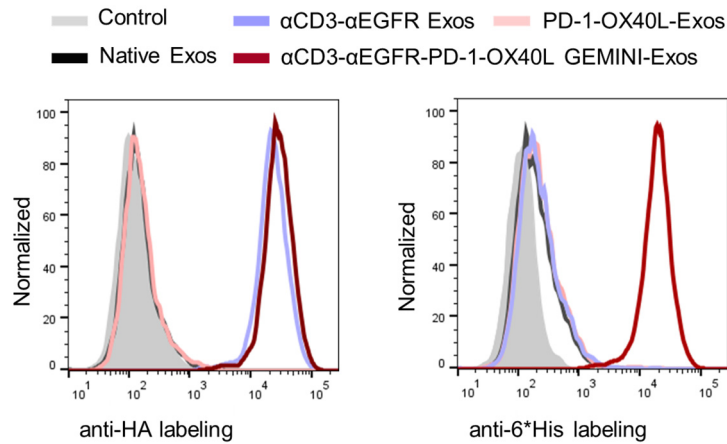 Control
αCD3-αEGFR Exos
PD-1-OX40L-Exos
Native Exos
αCD3-αEGFR-PD-1-OX40L GEMINI-Exos
Normalized
100
80
60
40
20
0
10^1
10^2
10^3
10^4
10^5
anti-HA labeling
Normalized
100
80
60
40
20
0
10^1
10^2
10^3
10^4
10^5
anti-6*His labeling